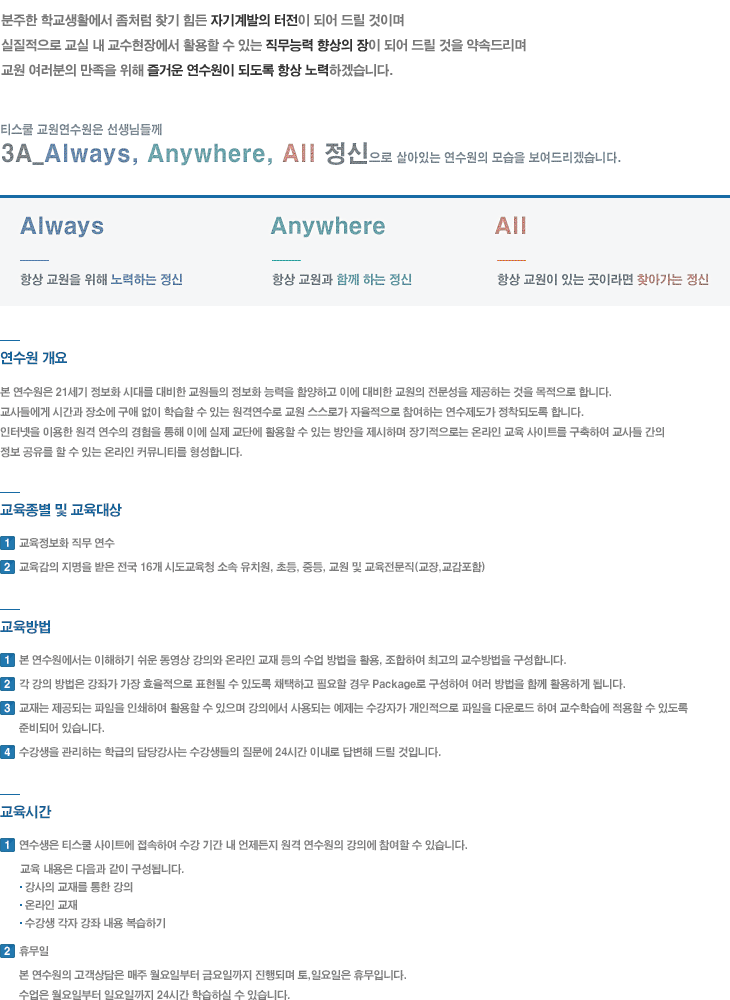 분주한 학교생활에서 좀처럼 찾기 힘든 자기계발의 터전이 되어 드릴 것이며
실질적으로 교실 내 교수현장에서 활용할 수 있는 직무능력 향상의 장이 되어 드릴 것을 약속드리며
교원 여러분의 만족을 위해 즐거운 연수원이 되도록 항상 노력하겠습니다.
티스쿨 교원연수원은 선생님들께
3A_Always, Anywhere, All 정신으로 살아있는 연수원의 모습을 보여드리겠습니다.
Always Anywhere All
항상 교원을 위해 노력하는 정신 항상 교원과 함께 하는 정신 항상 교원이 있는 곳이라면 찾아가는 정신
연수원 개요
본 연수원은 21세기 정보화 시대를 대비한 교원들의 정보화 능력을 함양하고 이에 대비한 교원의 전문성을 제공하는 것을 목적으로 합니다.
교사들에게 시간과 장소에 구애 없이 학습할 수 있는 원격연수로 교원 스스로가 자율적으로 참여하는 연수제도가 정착되도록 합니다.
인터넷을 이용한 원격 연수의 경험을 통해 이에 실제 교단에 활용할 수 있는 방안을 제시하며 장기적으로는 온라인 교육 사이트를 구축하여 교사들 간의
정보 공유를 할 수 있는 온라인 커뮤니티를 형성합니다.
교육종별 및 교육대상
1 교육정보화 직무 연수
2 교육감의 지명을 받은 전국 16개 시도교육청 소속 유치원, 초등, 중등, 교원 및 교육전문직(교장,교감포함)
교육방법
1 본 연수원에서는 이해하기 쉬운 동영상 강의와 온라인 교재 등의 수업 방법을 활용, 조합하여 최고의 교수방법을 구성합니다.
2 각 강의 방법은 강좌가 가장 효율적으로 표현될 수 있도록 채택하고 필요할 경우 Package로 구성하여 여러 방법을 함께 활용하게 됩니다.
3 교재는 제공되는 파일을 인쇄하여 활용할 수 있으며 강의에서 사용되는 예제는 수강자가 개인적으로 파일을 다운로드 하여 교수학습에 적용할 수 있도록
준비되어 있습니다.
4 수강생을 관리하는 학급의 담당강사는 수강생들의 질문에 24시간 이내로 답변해 드릴 것입니다.
교육시간
1 연수생은 티스쿨 사이트에 접속하여 수강 기간 내 언제든지 원격 연수원의 강의에 참여할 수 있습니다.
교육 내용은 다음과 같이 구성됩니다.
· 강사의 교재를 통한 강의
· 온라인 교재
· 수강생 각자 강좌 내용 복습하기
2 휴무일
본 연수원의 고객상담은 매주 월요일부터 금요일까지 진행되며 토,일요일은 휴무입니다.
수업은 월요일부터 일요일까지 24시간 학습하실 수 있습니다.